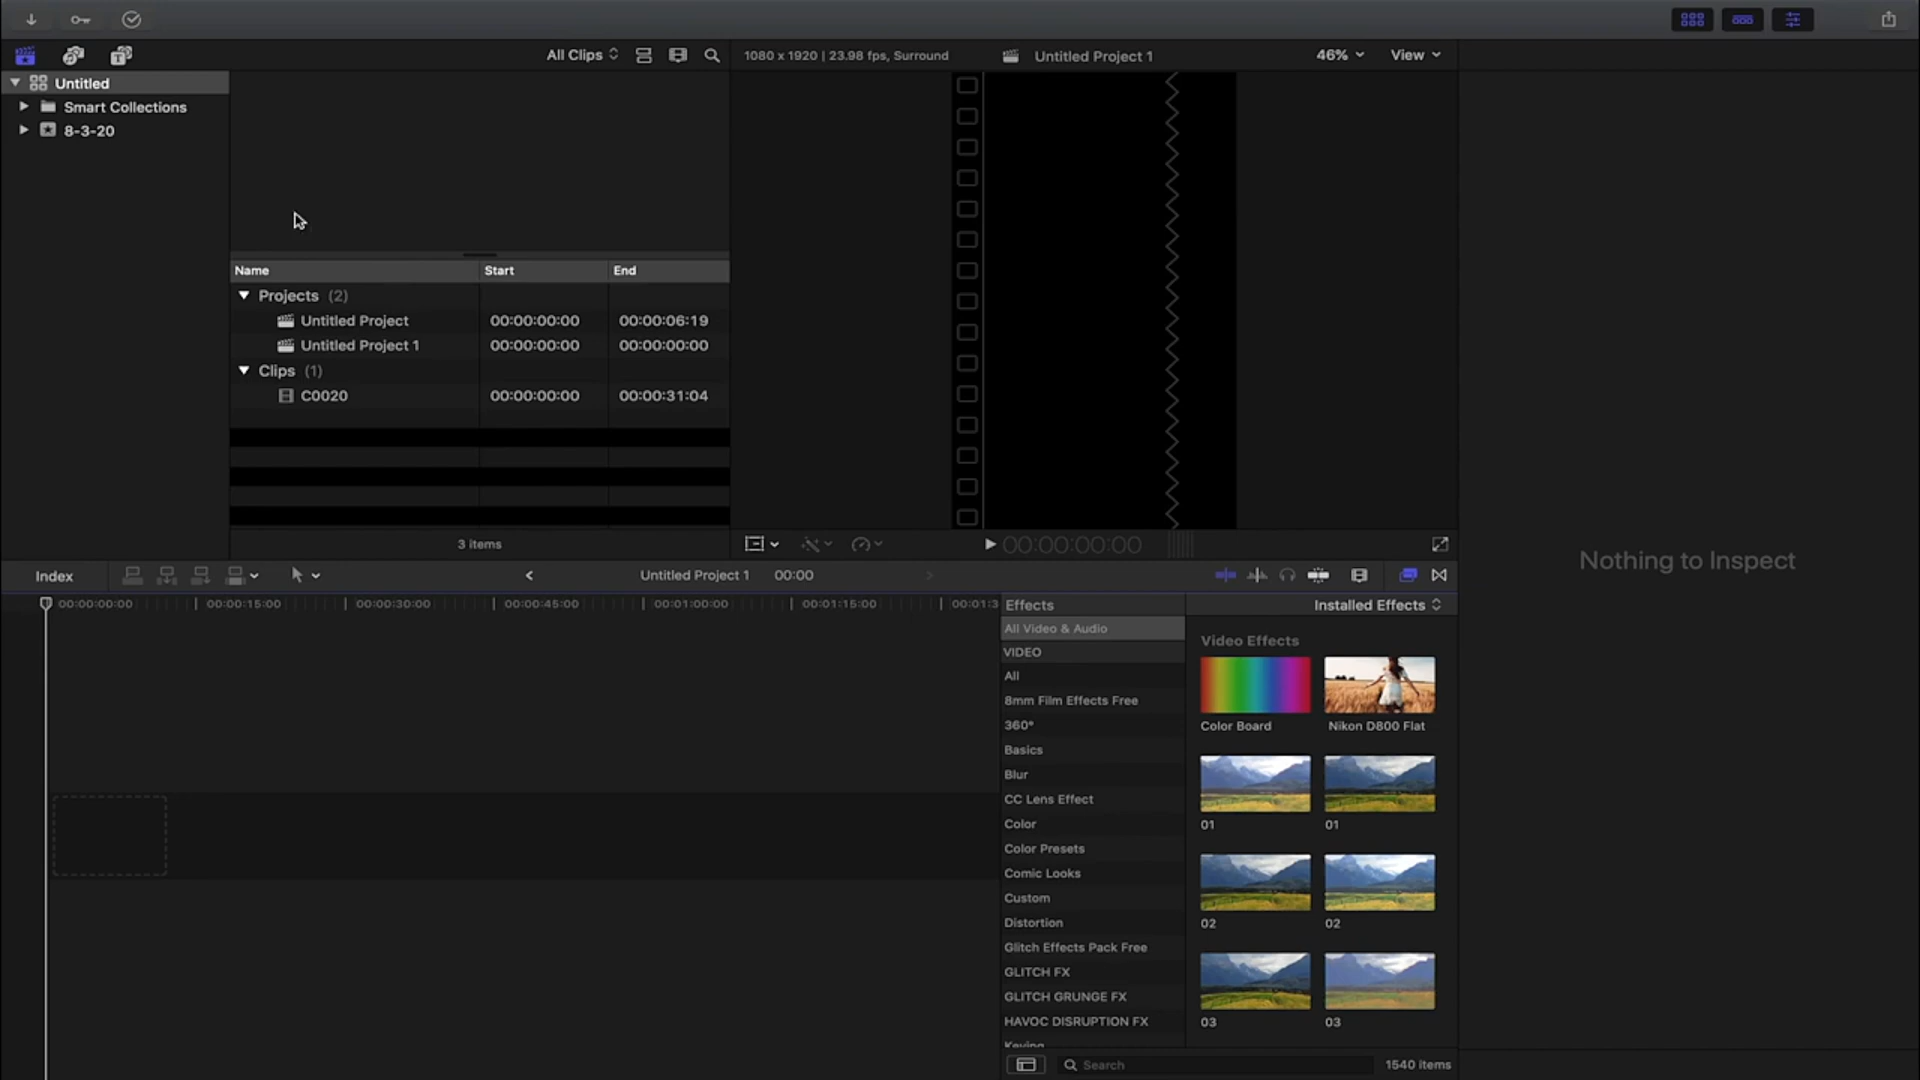 All Clips
1080 x 1920 | 23.98 fps, Surround
Untitled Project 1
46%
View
Untitled
Smart Collections
8-3-20
Name Start End
Projects (2)
Untitled Project 00:00:00:00 00:00:06:19
Untitled Project 1 00:00:00:00 00:00:00:00
Clips (1)
C0020 00:00:00:00 00:00:31:04
3 items
00:00:00:00
Nothing to Inspect
Index
Untitled Project 1 00:00
00:00:00:00 00:00:15:00 00:00:30:00 00:00:45:00 00:01:00:00 00:01:15:00 00:01:3
Effects
Installed Effects
All Video & Audio
VIDEO
All
8mm Film Effects Free
360°
Basics
Blur
CC Lens Effect
Color
Color Presets
Comic Looks
Custom
Distortion
Glitch Effects Pack Free
GLITCH FX
GLITCH GRUNGE FX
HAVOC DISRUPTION FX
Keying
Video Effects
Color Board
Nikon D800 Flat
01
01
02
02
03
03
Search
1540 items